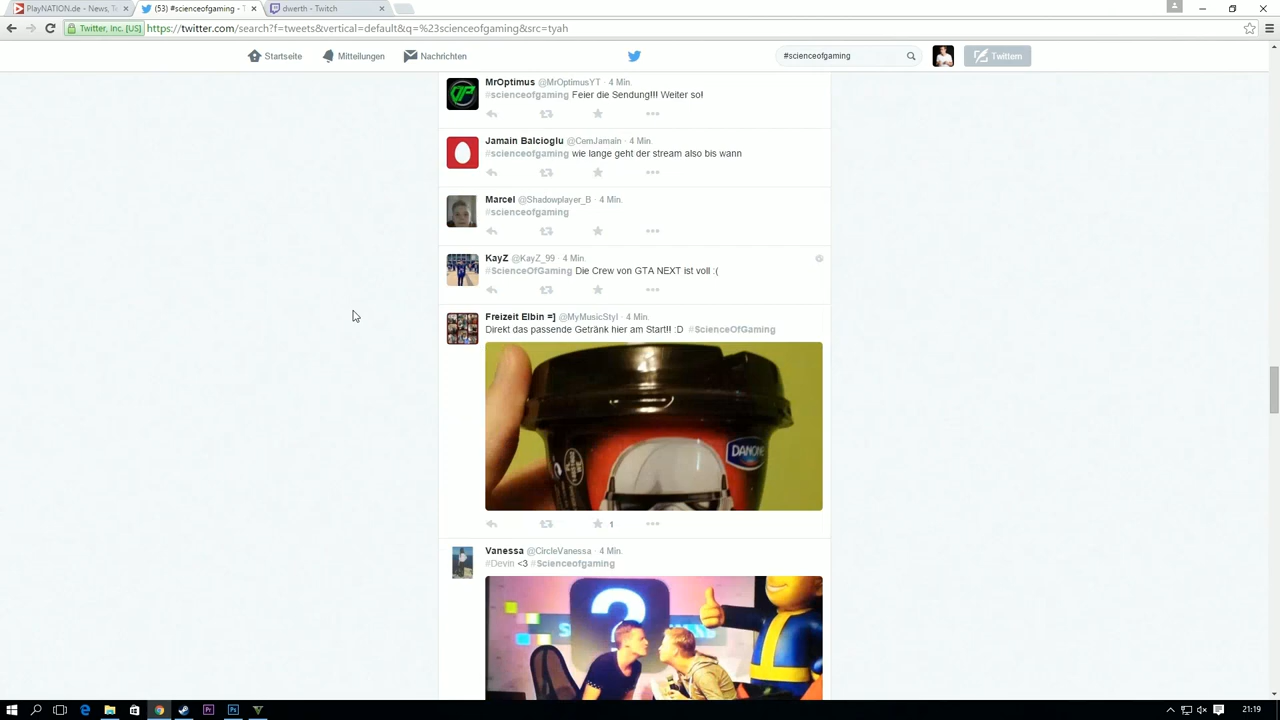 PlayNATION.de - News, Te
(53) #scienceofgaming - T
dwerth - Twitch
Twitter, Inc. [US]
https://twitter.com/search?f=tweets&vertical=default&q=%23scienceofgaming&src=tyah
Startseite
Mitteilungen
Nachrichten
#scienceofgaming
Twittern
MrOptimus @MrOptimusYT · 4 Min.
#scienceofgaming Feier die Sendung!!! Weiter so!
Jamain Balcioglu @CemJamain · 4 Min.
#scienceofgaming wie lange geht der stream also bis wann
Marcel @Shadowplayer_B · 4 Min.
#scienceofgaming
KayZ @KayZ_99 · 4 Min.
#ScienceOfGaming Die Crew von GTA NEXT ist voll :(
Freizeit Elbin =] @MyMusicStyl · 4 Min.
Direkt das passende Getränk hier am Start!! :D #ScienceOfGaming
DANONE
1
Vanessa @CircleVanessa · 4 Min.
#Devin <3 #Scienceofgaming
?
21:19